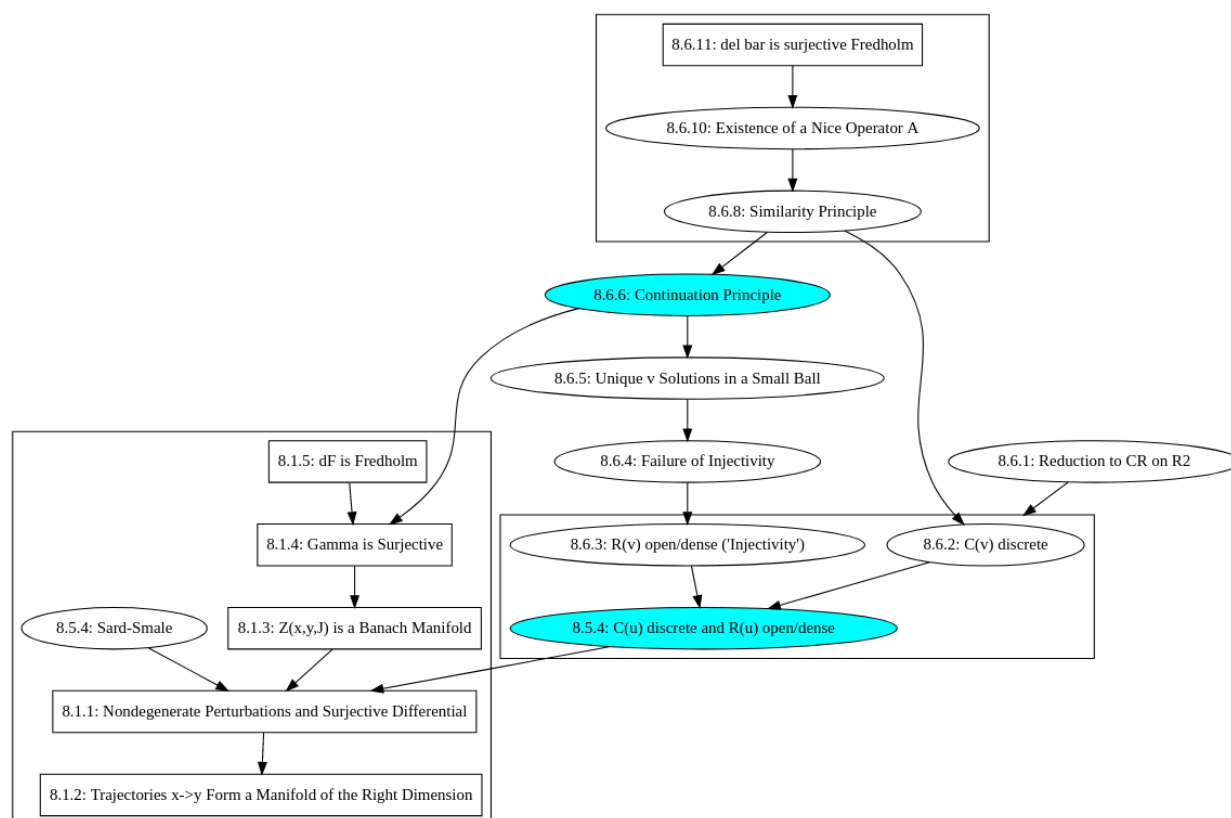 8.6.11: del bar is surjective Fredholm
8.6.10: Existence of a Nice Operator A
8.6.8: Similarity Principle
8.6.6: Continuation Principle
8.6.5: Unique v Solutions in a Small Ball
8.1.5: dF is Fredholm
8.6.4: Failure of Injectivity
8.6.1: Reduction to CR on R2
8.1.4: Gamma is Surjective
8.6.3: R(v) open/dense ('Injectivity')
8.6.2: C(v) discrete
8.5.4: Sard-Smale
8.1.3: Z(x,y,J) is a Banach Manifold
8.5.4: C(u) discrete and R(u) open/dense
8.1.1: Nondegenerate Perturbations and Surjective Differential
8.1.2: Trajectories x->y Form a Manifold of the Right Dimension